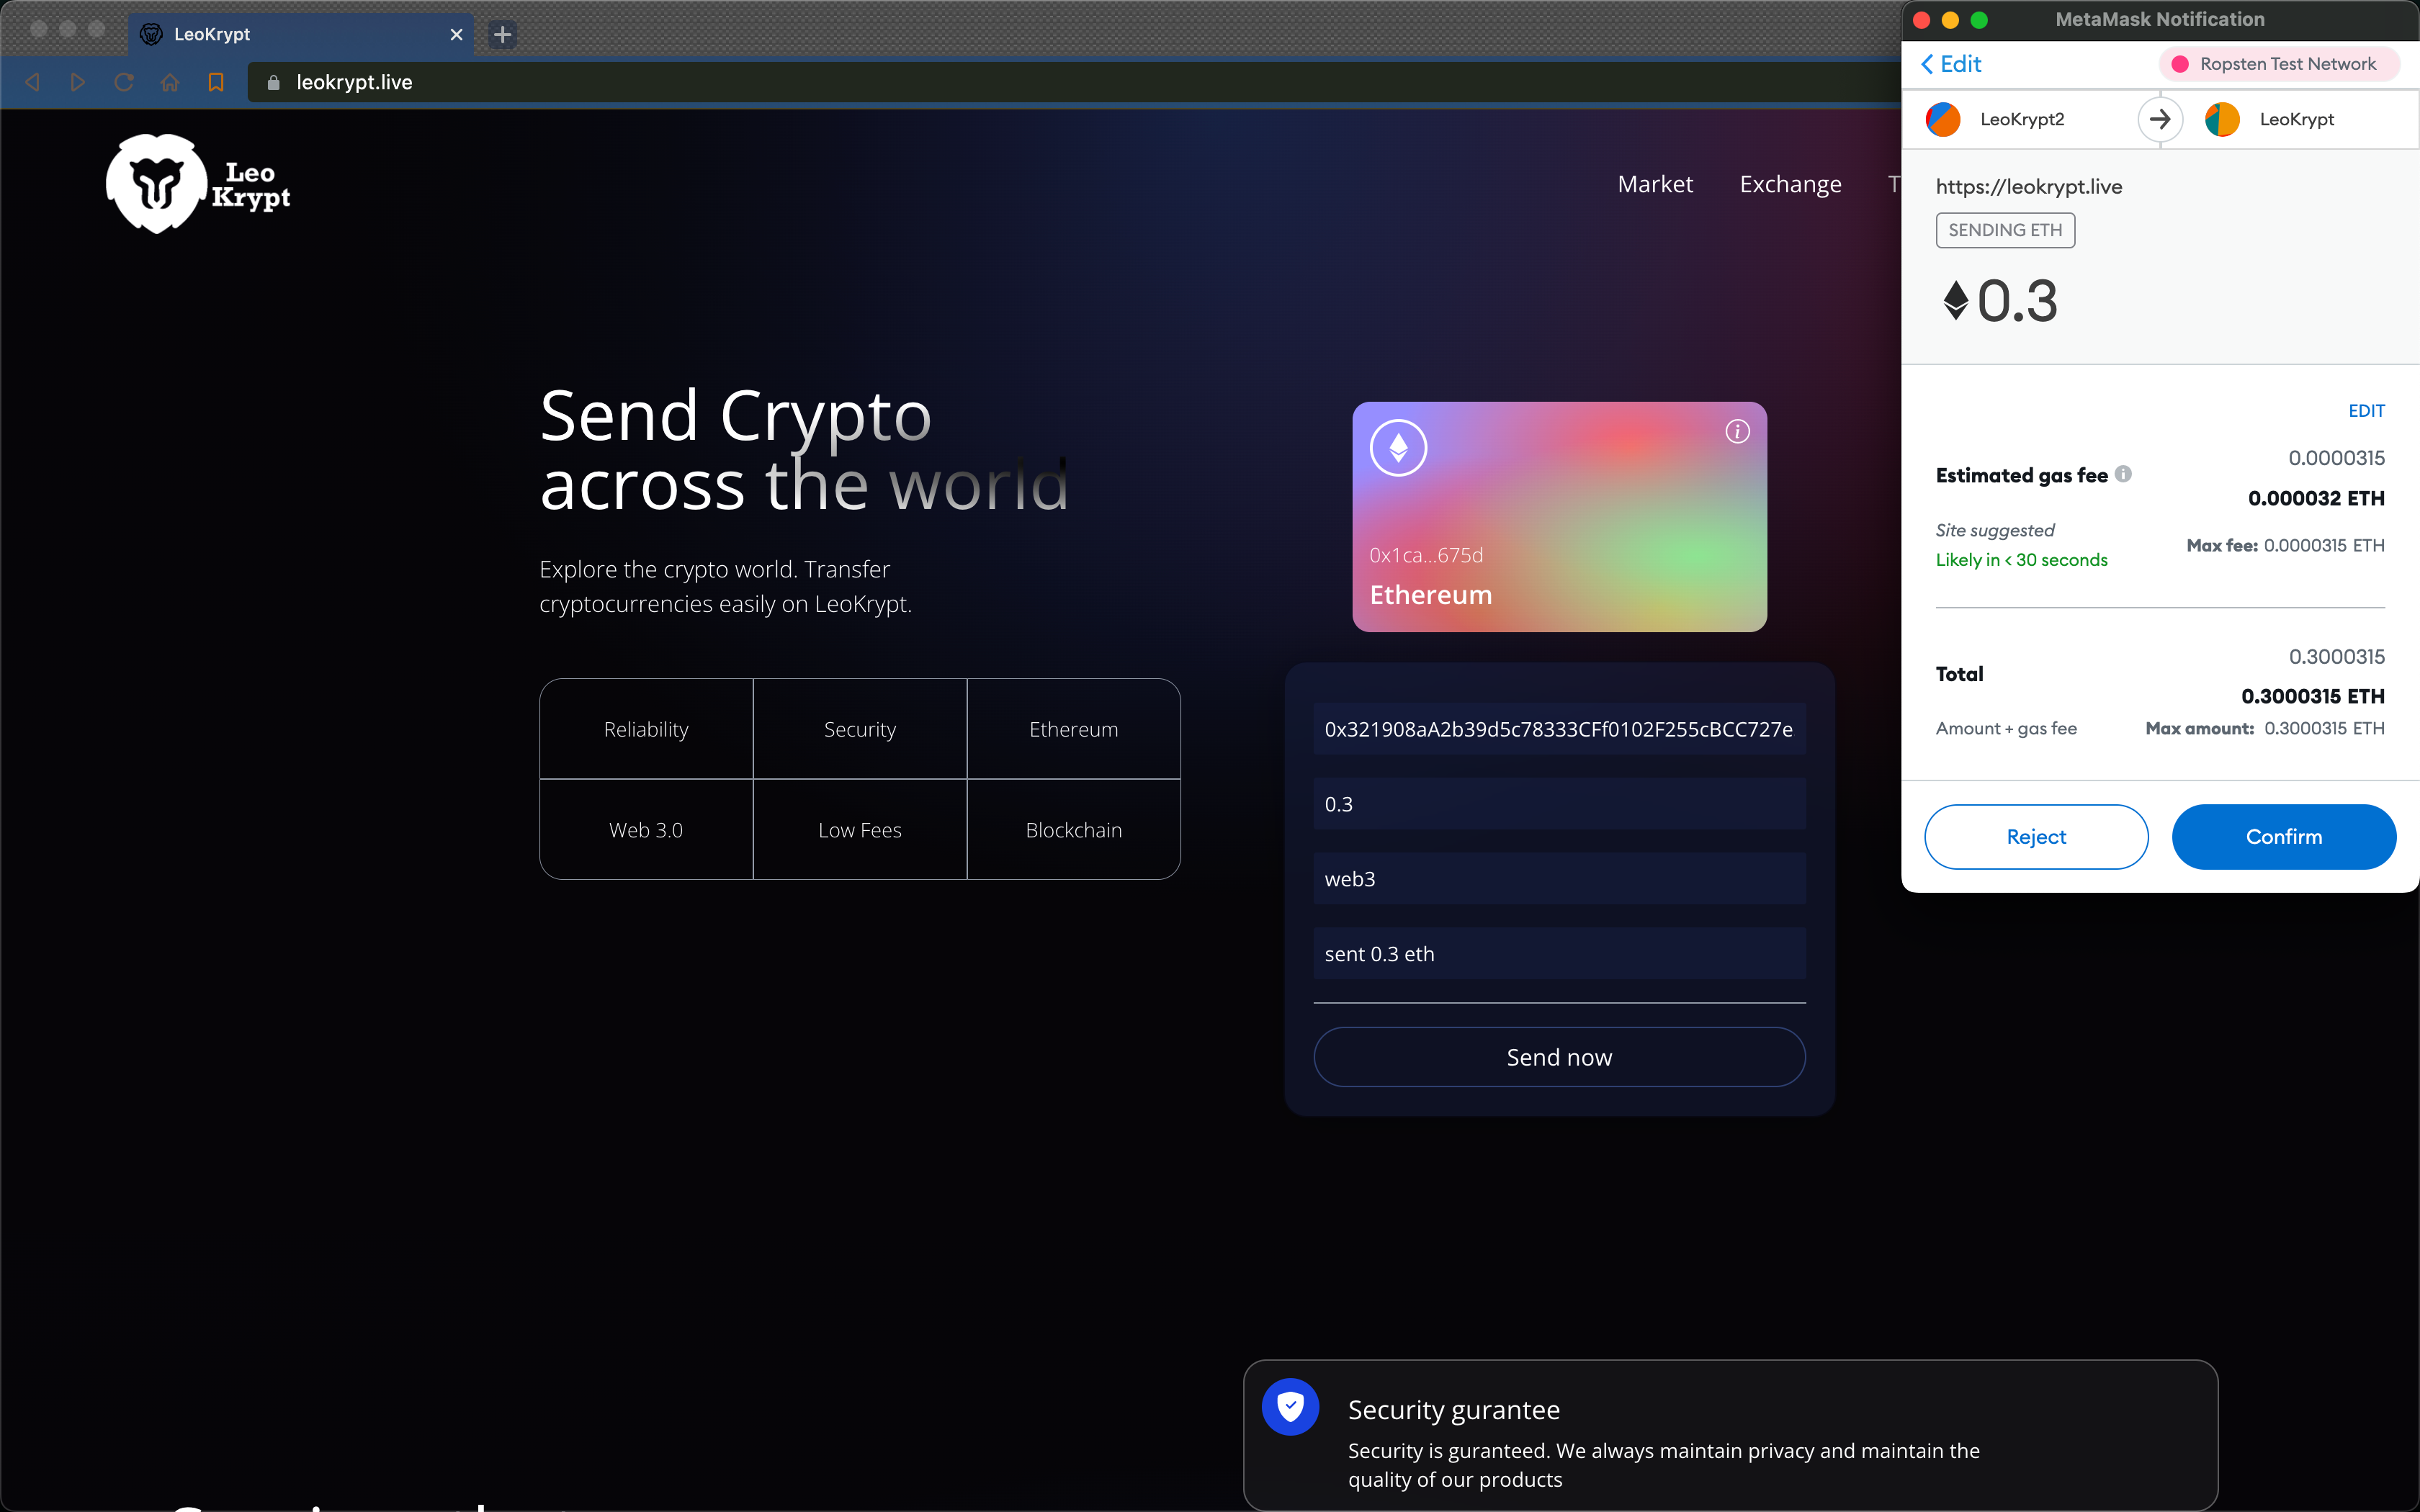 LeoKrypt
leokrypt.live
Leo
Krypt
Market Exchange T
Send Crypto
across the world
Explore the crypto world. Transfer
cryptocurrencies easily on LeoKrypt.
Reliability Security Ethereum
Web 3.0 Low Fees Blockchain
0x1ca...675d
Ethereum
0x321908aA2b39d5c78333CFf0102F255cBCC727e
0.3
web3
sent 0.3 eth
Send now
Security gurantee
Security is guranteed. We always maintain privacy and maintain the
quality of our products
MetaMask Notification
Edit Ropsten Test Network
LeoKrypt2 LeoKrypt
https://leokrypt.live
SENDING ETH
0.3
EDIT
0.0000315
Estimated gas fee
0.000032 ETH
Site suggested
Max fee: 0.0000315 ETH
Likely in < 30 seconds
0.3000315
Total
0.3000315 ETH
Amount + gas fee Max amount: 0.3000315 ETH
Reject Confirm